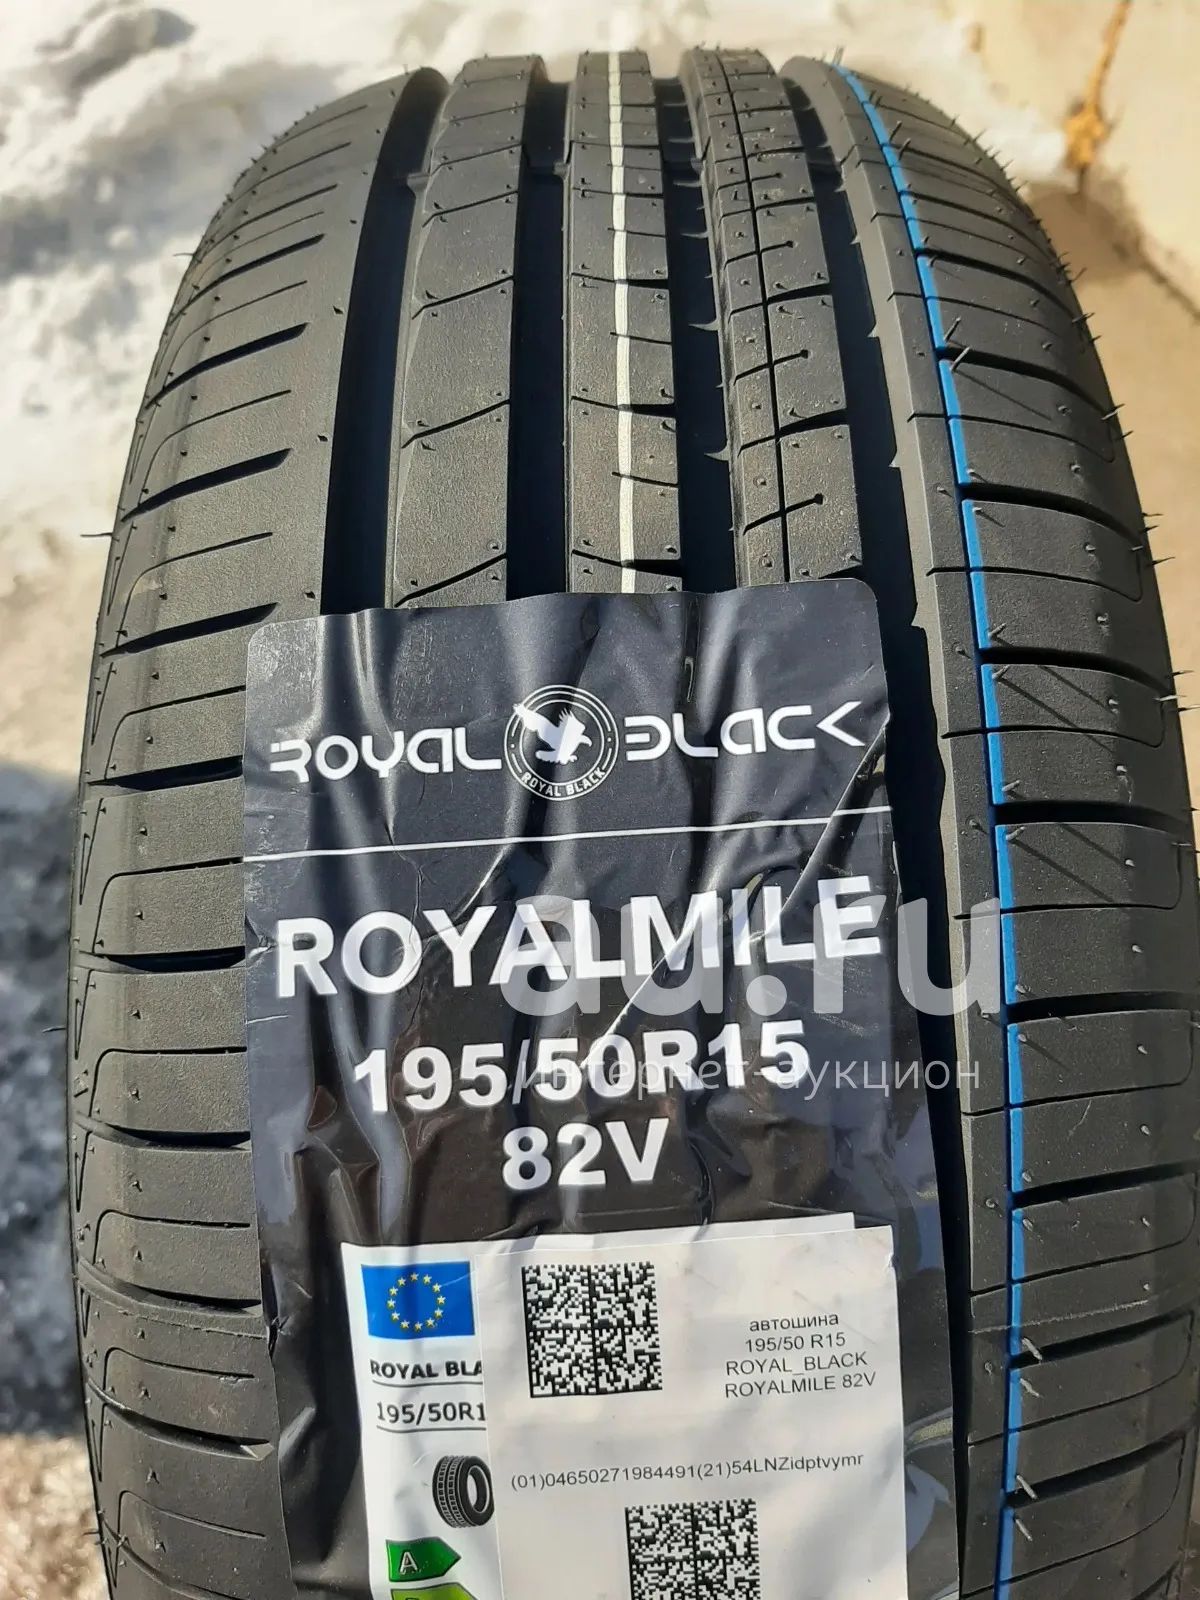 ROYAL BLACK
ROYAL BLACK
ROYALMILE
195/50R15
82V
au.ru
интернет-аукцион
ROYAL BLA
195/50R1
A
автошина
195/50 R15
ROYAL_BLACK
ROYALMILE 82V
(01)04650271984491(21)54LNZidptvymr